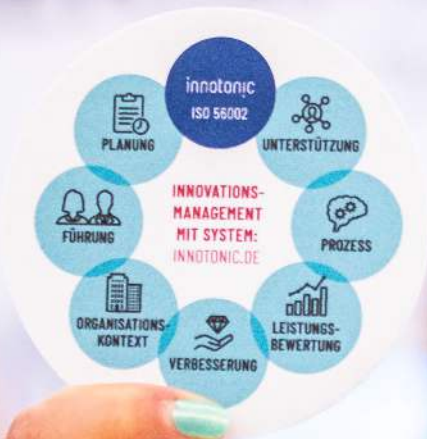 innotonic
ISO 56002
PLANUNG
UNTERSTÜTZUNG
FÜHRUNG
INNOVATIONS-
MANAGEMENT
MIT SYSTEM:
INNOTONIC.DE
PROZESS
ORGANISATIONS-
KONTEXT
LEISTUNGS-
BEWERTUNG
VERBESSERUNG